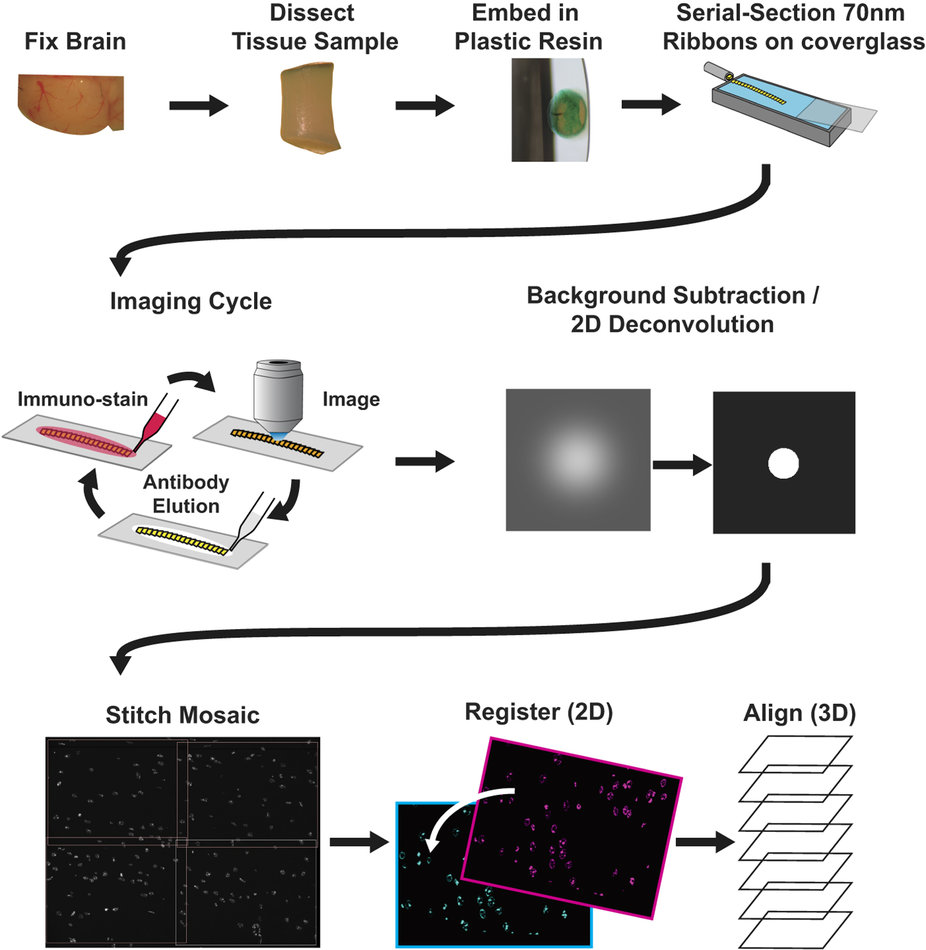 Fix Brain
Dissect
Tissue Sample
Embed in
Plastic Resin
Serial-Section 70nm
Ribbons on coverglass
Imaging Cycle
Immuno-stain
Image
Antibody
Elution
Background Subtraction /
2D Deconvolution
Stitch Mosaic
Register (2D)
Align (3D)